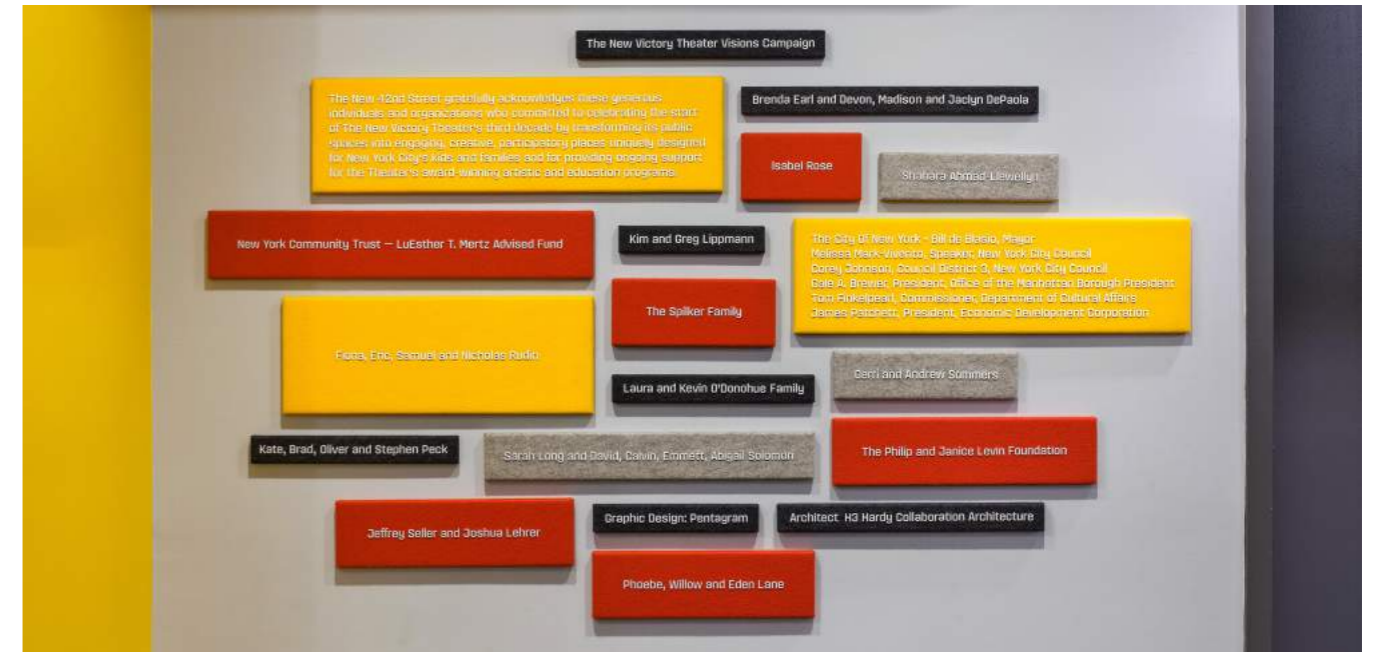 The New Victory Theater Visions Campaign
The New 42nd Street gratefully acknowledges these generous
individuals and organizations who committed to celebrating the start
of The New Victory Theater's third decade by transforming its public
spaces into engaging, creative, participatory places uniquely designed
for New York City's kids and families and for providing ongoing support
for the Theater's award-winning artistic and education programs.
Brenda Earl and Devon, Madison and Jaclyn DePaola
Isabel Rose
Shahara Ahmad-Llewellyn
New York Community Trust – LuEsther T. Mertz Advised Fund
Kim and Greg Lippmann
The City Of New York - Bill de Blasio, Mayor
Melissa Mark-Viverito, Speaker, New York City Council
Corey Johnson, Council District 3, New York City Council
Gale A. Brewer, President, Office of the Manhattan Borough President
Tom Finkelpearl, Commissioner, Department of Cultural Affairs
James Patchett, President, Economic Development Corporation
The Spilker Family
Fiona, Eric, Samuel and Nicholas Rudin
Gerri and Andrew Sommers
Laura and Kevin O'Donohue Family
Kate, Brad, Oliver and Stephen Peck
Sarah Long and David, Calvin, Emmett, Abigail Solomon
The Philip and Janice Levin Foundation
Jeffrey Seller and Joshua Lehrer
Graphic Design: Pentagram
Architect H3 Hardy Collaboration Architecture
Phoebe, Willow and Eden Lane